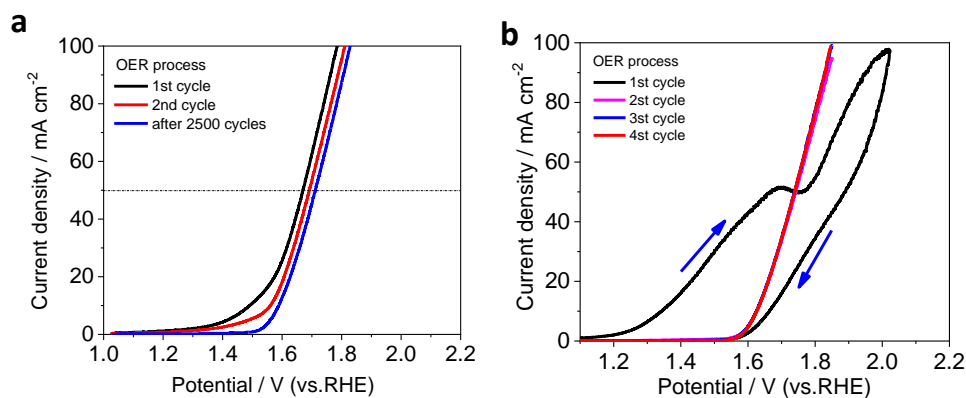 a
OER process
1st cycle
2nd cycle
after 2500 cycles
100
80
60
40
20
0
1.0 1.2 1.4 1.6 1.8 2.0 2.2
Current density / mA cm⁻²
Potential / V (vs.RHE)
b
OER process
1st cycle
2st cycle
3st cycle
4st cycle
100
80
60
40
20
0
1.2 1.4 1.6 1.8 2.0 2.2
Current density / mA cm⁻²
Potential / V (vs.RHE)